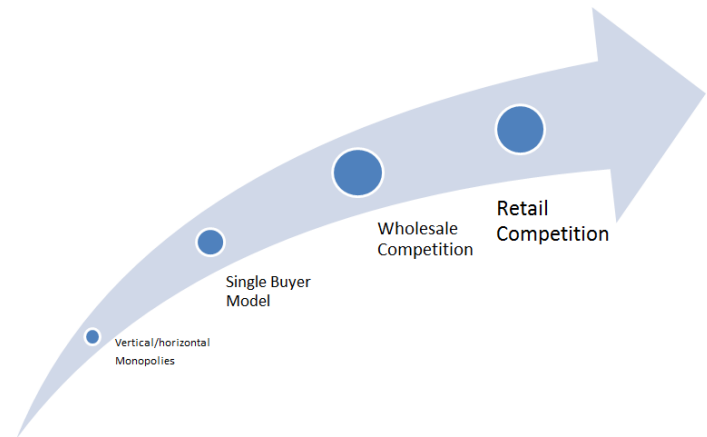 Retail
Competition
Wholesale
Competition
Single Buyer
Model
Vertical/horizontal
Monopolies